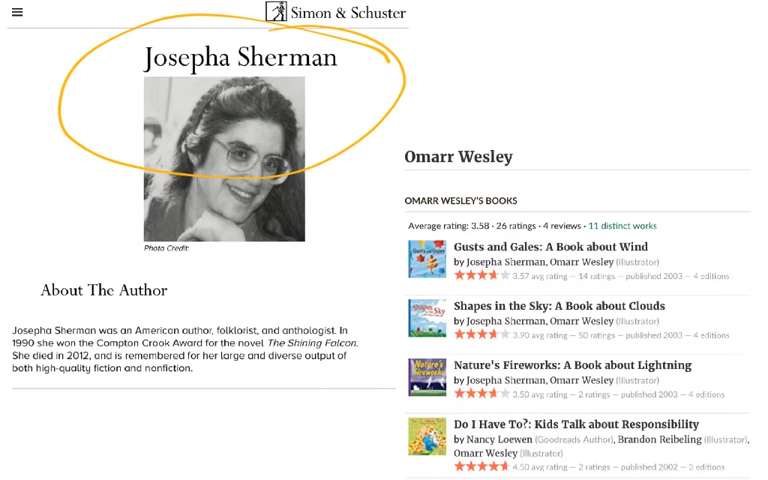 Simon & Schuster
Josepha Sherman
Photo Credit:
About The Author
Josepha Sherman was an American author, folklorist, and anthologist. In
1990 she won the Compton Crook Award for the novel The Shining Falcon.
She died in 2012, and is remembered for her large and diverse output of
both high-quality fiction and nonfiction.
Omarr Wesley
OMARR WESLEY'S BOOKS
Average rating: 3.58 · 26 ratings · 4 reviews · 11 distinct works
Gusts and Gales: A Book about Wind
by Josepha Sherman, Omarr Wesley (Illustrator)
3.57 avg rating — 14 ratings — published 2003 — 4 editions
Shapes in the Sky: A Book about Clouds
by Josepha Sherman, Omarr Wesley (Illustrator)
3.90 avg rating — 50 ratings — published 2003 — 4 editions
Nature's Fireworks: A Book about Lightning
by Josepha Sherman, Omarr Wesley (Illustrator)
3.50 avg rating — 2 ratings — published 2003 — 4 editions
Do I Have To?: Kids Talk about Responsibility
by Nancy Loewen (Goodreads Author), Brandon Reibeling (Illustrator),
Omarr Wesley (Illustrator)
4.50 avg rating — 2 ratings — published 2002 — 3 editions